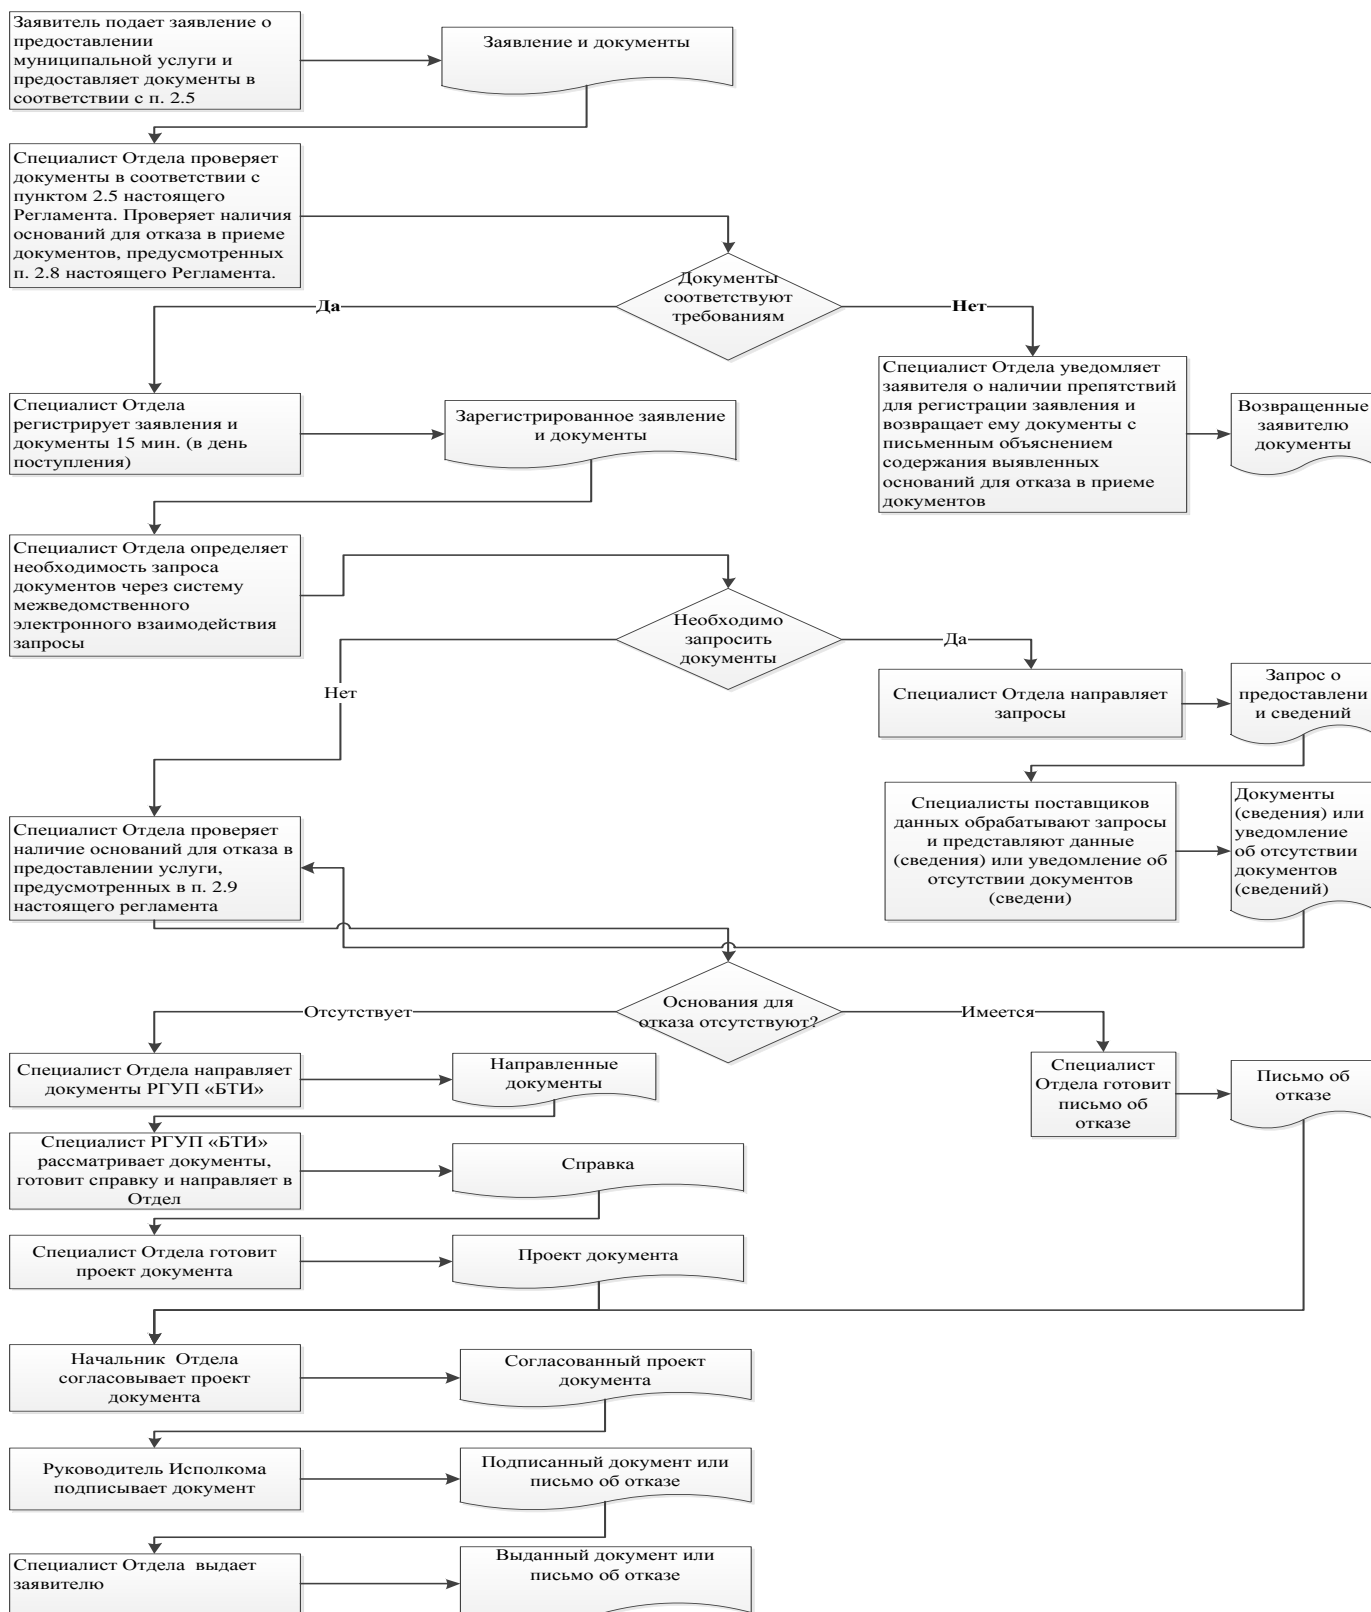 Заявитель подает заявление о
предоставлении
муниципальной услуги и
предоставляет документы в
соответствии с п. 2.5
Заявление и документы
Специалист Отдела проверяет
документы в соответствии с
пунктом 2.5 настоящего
Регламента. Проверяет наличия
оснований для отказа в приеме
документов, предусмотренных
п. 2.8 настоящего Регламента.
Документы
соответствуют
требованиям
Да
Нет
Специалист Отдела
регистрирует заявления и
документы 15 мин. (в день
поступления)
Зарегистрированное заявление
и документы
Специалист Отдела уведомляет
заявителя о наличии препятствий
для регистрации заявления и
возвращает ему документы с
письменным объяснением
содержания выявленных
оснований для отказа в приеме
документов
Возвращенные
заявителю
документы
Специалист Отдела определяет
необходимость запроса
документов через систему
межведомственного
электронного взаимодействия
запросы
Необходимо
запросить
документы
Да
Нет
Специалист Отдела направляет
запросы
Запрос о
предоставлени
и сведений
Специалисты поставщиков
данных обрабатывают запросы
и представляют данные
(сведения) или уведомление об
отсутствии документов
(сведени)
Документы
(сведения) или
уведомление
об отсутствии
документов
(сведений)
Специалист Отдела проверяет
наличие оснований для отказа в
предоставлении услуги,
предусмотренных в п. 2.9
настоящего регламента
Основания для
отказа отсутствуют?
Отсутствует
Имеется
Специалист Отдела направляет
документы РГУП «БТИ»
Направленные
документы
Специалист
Отдела готовит
письмо об
отказе
Письмо об
отказе
Специалист РГУП «БТИ»
рассматривает документы,
готовит справку и направляет в
Отдел
Справка
Специалист Отдела готовит
проект документа
Проект документа
Начальник  Отдела
согласовывает проект
документа
Согласованный проект
документа
Руководитель Исполкома
подписывает документ
Подписанный документ или
письмо об отказе
Специалист Отдела  выдает
заявителю
Выданный документ или
письмо об отказе